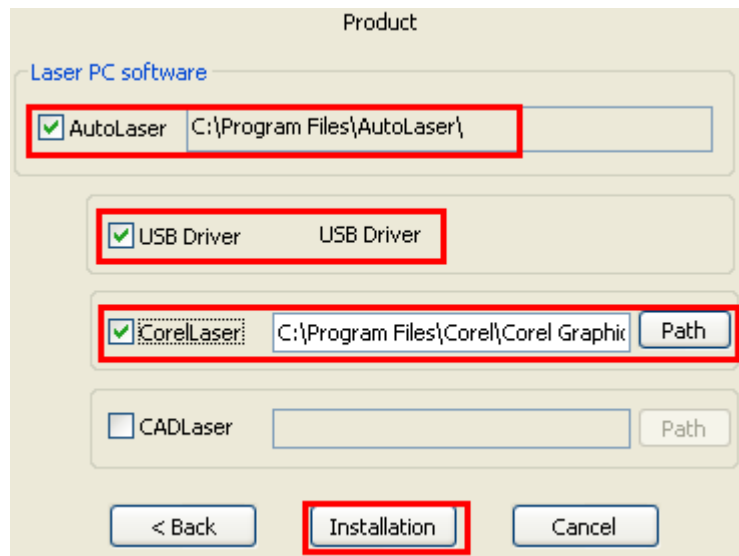 Product
Laser PC software
AutoLaser C:\Program Files\AutoLaser\
USB Driver USB Driver
CorelLaser C:\Program Files\Corel\Corel Graphic Path
CADLaser Path
< Back Installation Cancel